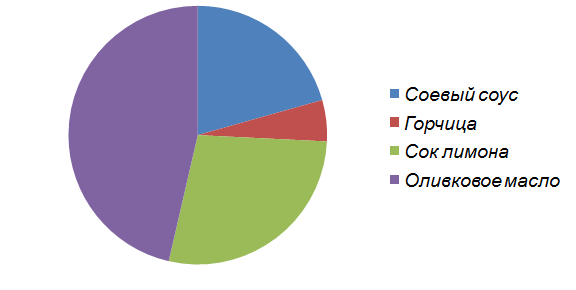 Соевый соус
Горчица
Сок лимона
Оливковое масло